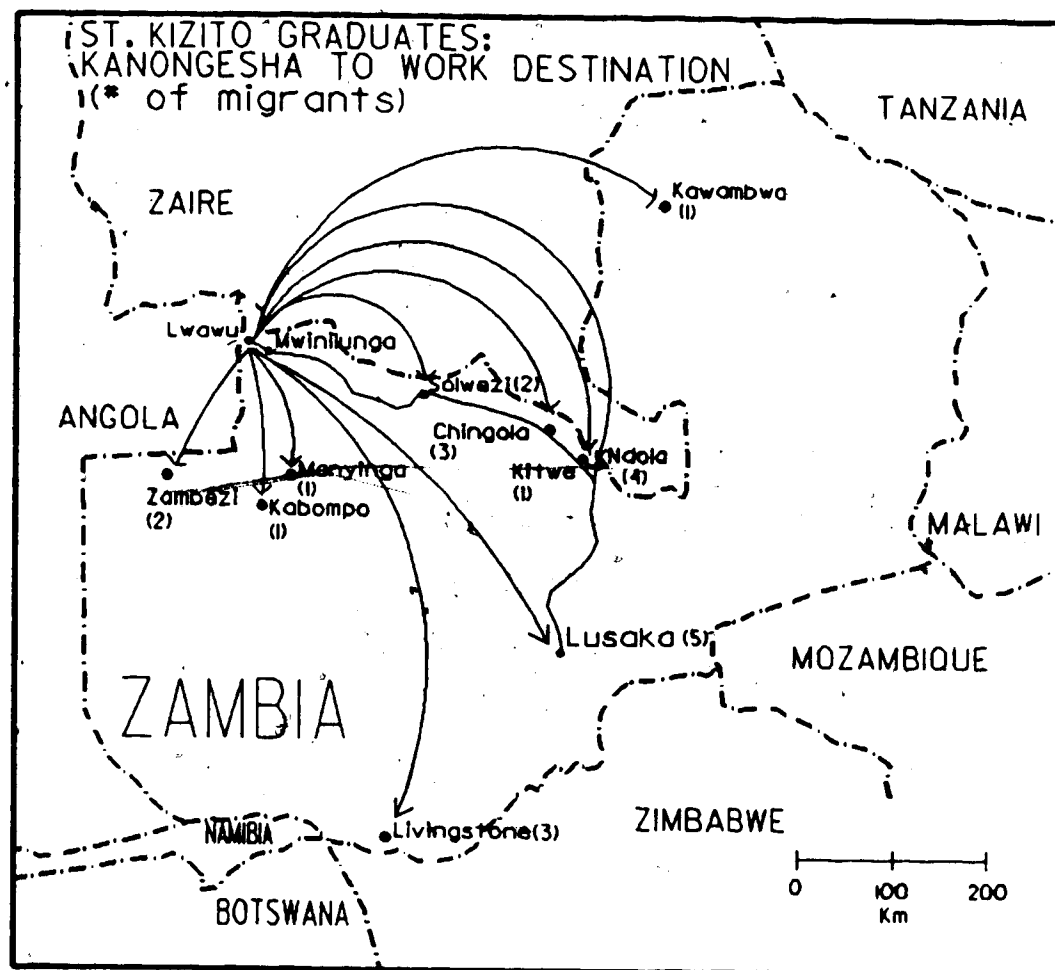 ST. KIZITO GRADUATES:
KANONGESHA TO WORK DESTINATION
(* of migrants)
TANZANIA
ZAIRE
Kawambwa
(1)
Lwawu
Mwinilunga
Solwezi (2)
ANGOLA
Chingola
(3)
Kitwe
(1)
Ndola
(4)
Manyinga
(1)
Zambezi
(2)
Kabompo
(1)
MALAWI
Lusaka (5)
MOZAMBIQUE
ZAMBIA
Livingstone (3)
ZIMBABWE
NAMIBIA
BOTSWANA
0 100 200
Km